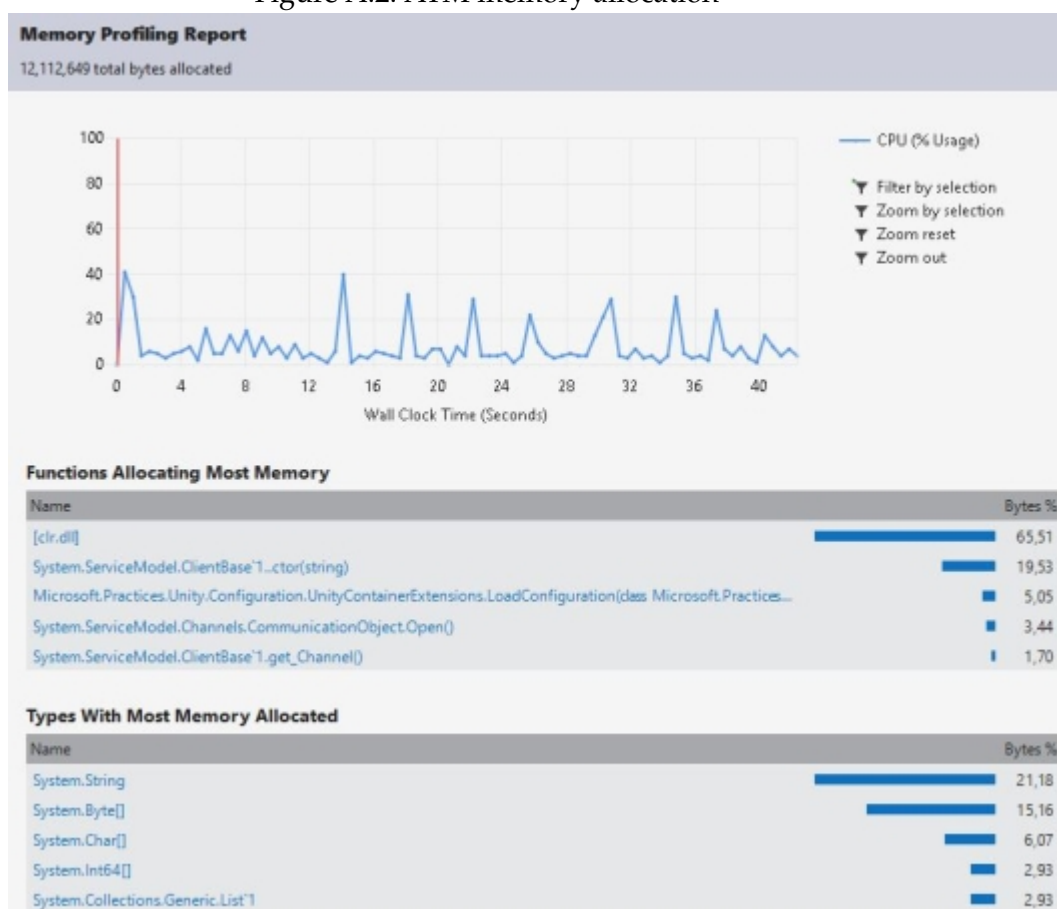 Figure A.2: ATM memory allocation
Memory Profiling Report
12,112,649 total bytes allocated
100
80
60
40
20
0
0 4 8 12 16 20 24 28 32 36 40
Wall Clock Time (Seconds)
CPU (% Usage)
Filter by selection
Zoom by selection
Zoom reset
Zoom out
Functions Allocating Most Memory
Name Bytes %
[clr.dll] 65,51
System.ServiceModel.ClientBase`1..ctor(string) 19,53
Microsoft.Practices.Unity.Configuration.UnityContainerExtensions.LoadConfiguration(class Microsoft.Practices... 5,05
System.ServiceModel.Channels.CommunicationObject.Open() 3,44
System.ServiceModel.ClientBase`1.get_Channel() 1,70
Types With Most Memory Allocated
Name Bytes %
System.String 21,18
System.Byte[] 15,16
System.Char[] 6,07
System.Int64[] 2,93
System.Collections.Generic.List`1 2,93